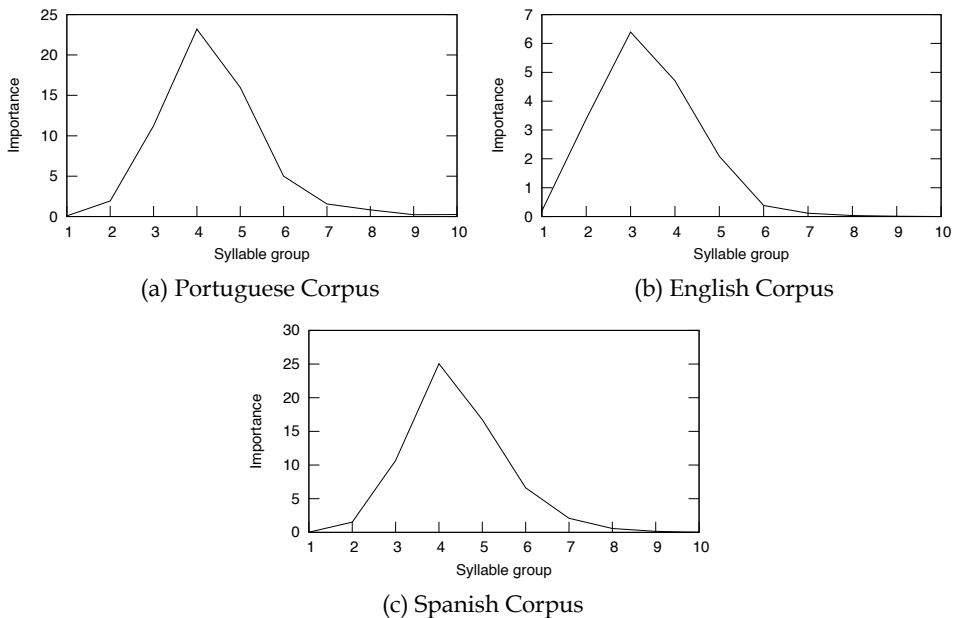 25
20
15
10
5
0
Importance
1 2 3 4 5 6 7 8 9 10
Syllable group
(a) Portuguese Corpus
7
6
5
4
3
2
1
0
Importance
1 2 3 4 5 6 7 8 9 10
Syllable group
(b) English Corpus
30
25
20
15
10
5
0
Importance
1 2 3 4 5 6 7 8 9 10
Syllable group
(c) Spanish Corpus